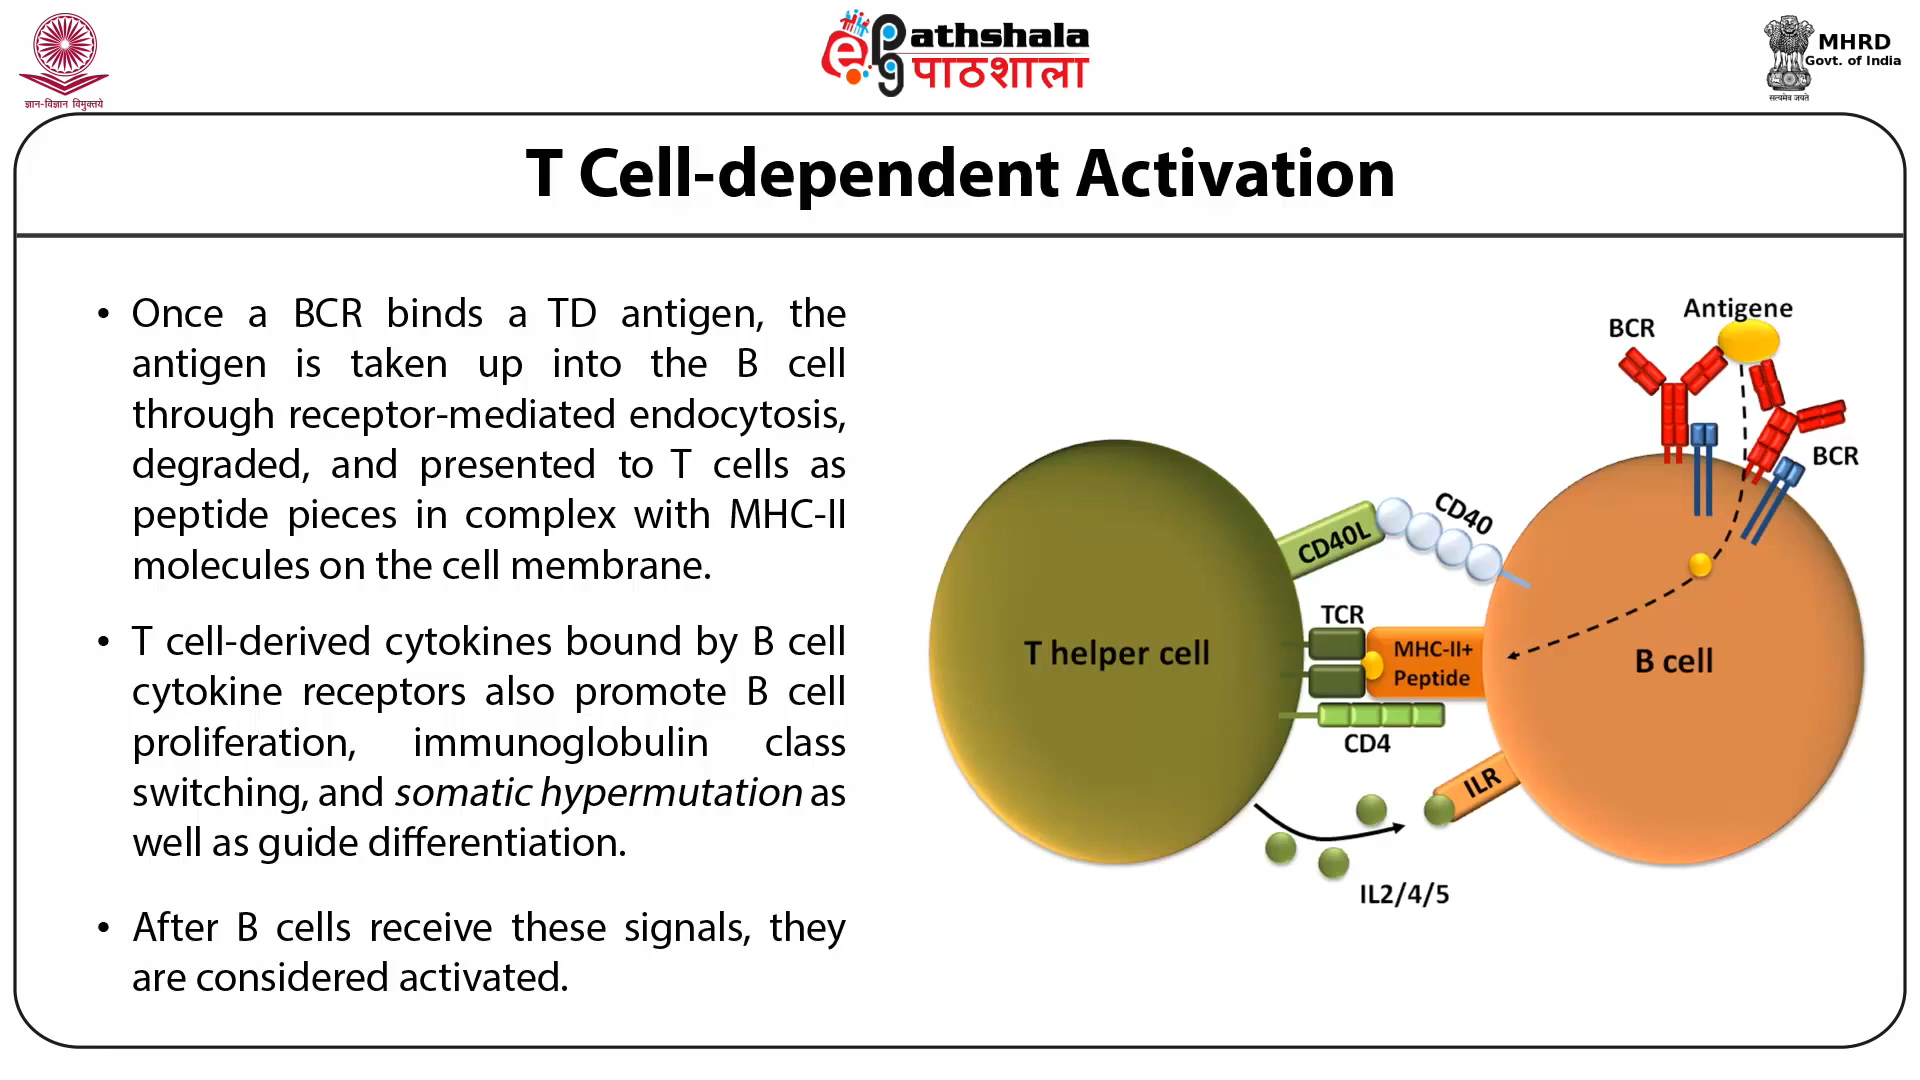 ज्ञान-विज्ञान विमुक्तये
ePathshala
पाठशाला
MHRD
Govt. of India
सत्यमेव जयते
T Cell-dependent Activation
• Once a BCR binds a TD antigen, the
antigen is taken up into the B cell
through receptor-mediated endocytosis,
degraded, and presented to T cells as
peptide pieces in complex with MHC-II
molecules on the cell membrane.
• T cell-derived cytokines bound by B cell
cytokine receptors also promote B cell
proliferation, immunoglobulin class
switching, and somatic hypermutation as
well as guide differentiation.
• After B cells receive these signals, they
are considered activated.
Antigene
BCR
BCR
CD40
CD40L
TCR
MHC-II+
Peptide
T helper cell
B cell
CD4
ILR
IL2/4/5